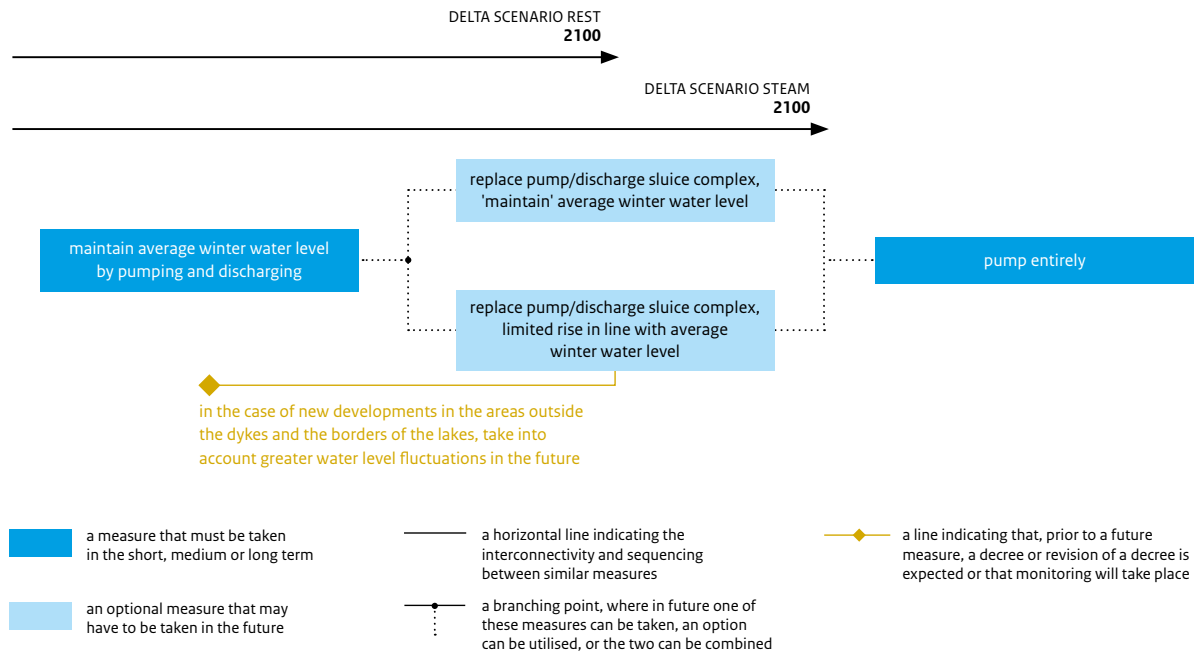 DELTA SCENARIO REST
2100
DELTA SCENARIO STEAM
2100
replace pump/discharge sluice complex,
'maintain' average winter water level
maintain average winter water level
by pumping and discharging
pump entirely
replace pump/discharge sluice complex,
limited rise in line with average
winter water level
in the case of new developments in the areas outside
the dykes and the borders of the lakes, take into
account greater water level fluctuations in the future
a measure that must be taken
in the short, medium or long term
an optional measure that may
have to be taken in the future
a horizontal line indicating the
interconnectivity and sequencing
between similar measures
a branching point, where in future one of
these measures can be taken, an option
can be utilised, or the two can be combined
a line indicating that, prior to a future
measure, a decree or revision of a decree is
expected or that monitoring will take place